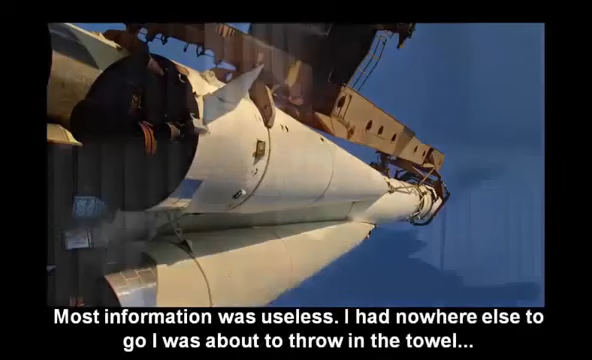 Most information was useless. I had nowhere else to
go I was about to throw in the towel...